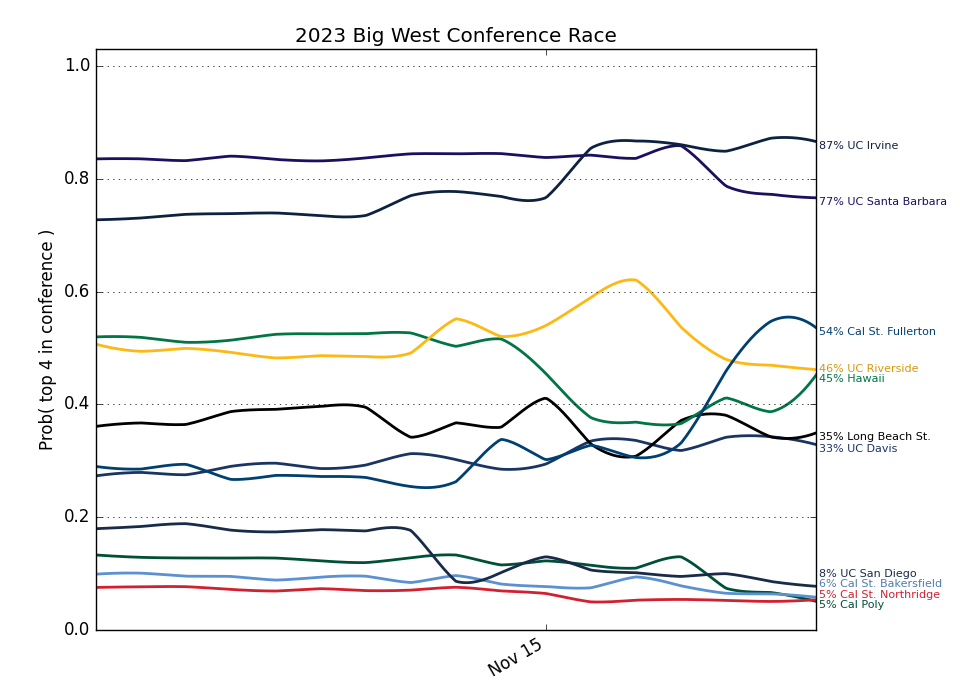 2023 Big West Conference Race
Prob( top 4 in conference )
1.0
0.8
0.6
0.4
0.2
0.0
Nov 15
87% UC Irvine
77% UC Santa Barbara
54% Cal St. Fullerton
46% UC Riverside
45% Hawaii
35% Long Beach St.
33% UC Davis
8% UC San Diego
6% Cal St. Bakersfield
5% Cal St. Northridge
5% Cal Poly